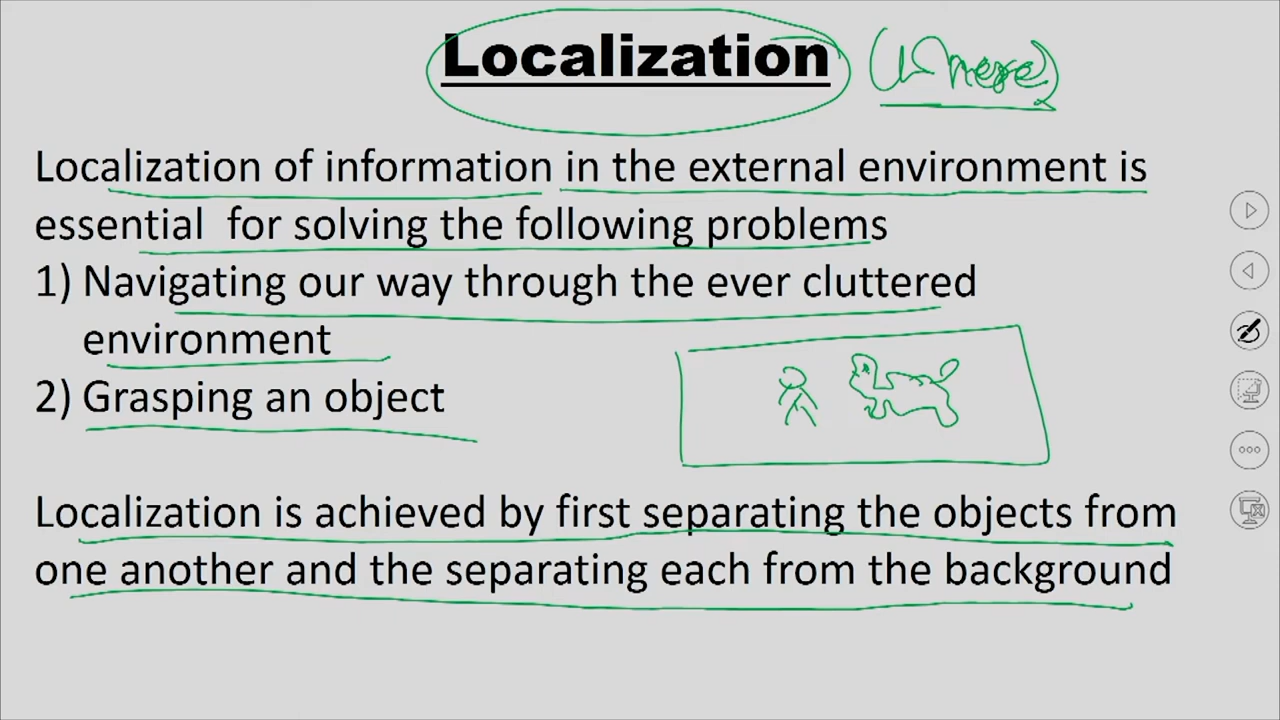 Localization (Where)
Localization of information in the external environment is
essential for solving the following problems
1) Navigating our way through the ever cluttered
environment
2) Grasping an object
Localization is achieved by first separating the objects from
one another and the separating each from the background